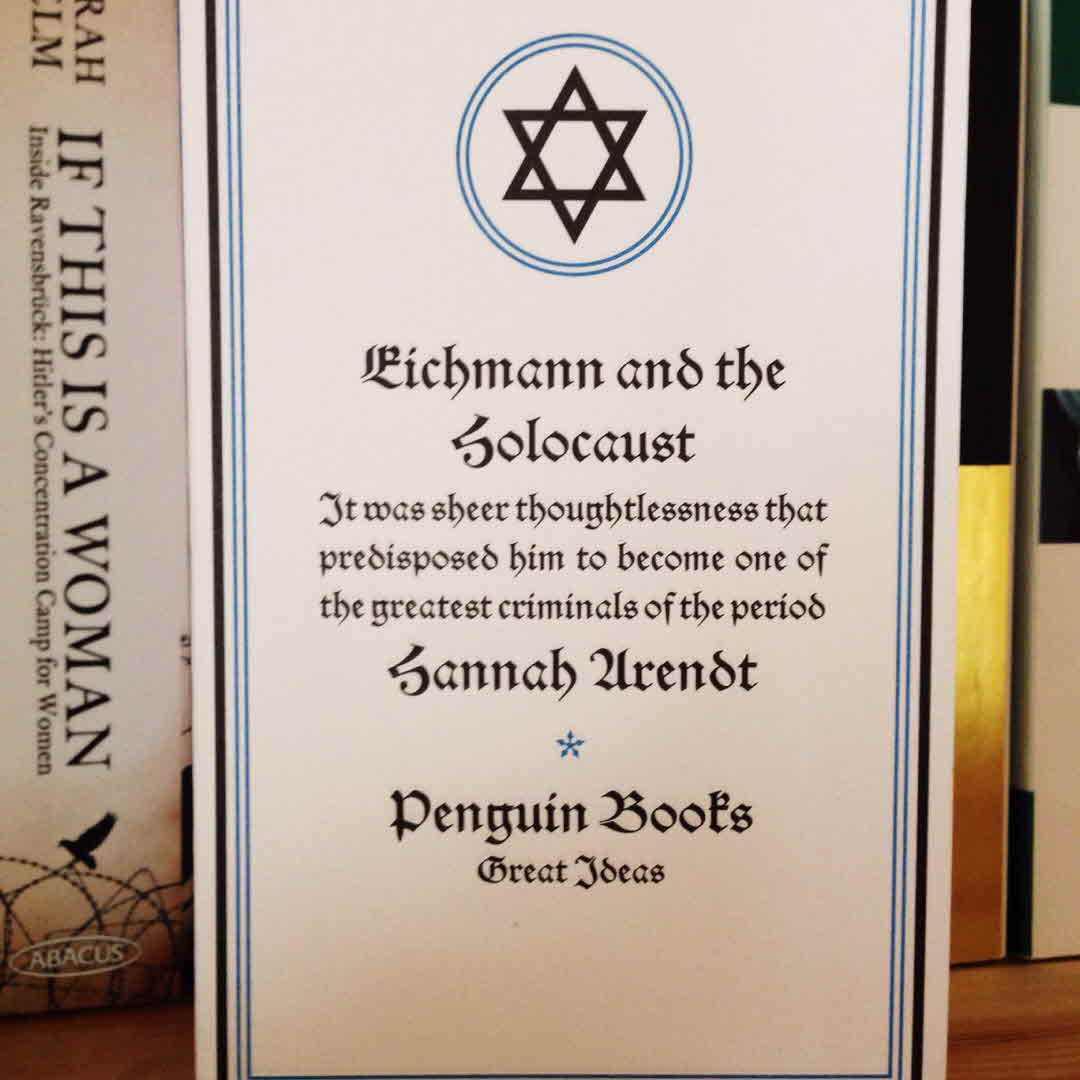 RAH
ELM
IF THIS IS A WOMAN
Inside Ravensbrück: Hitler's Concentration Camp for Women
ABACUS
Eichmann and the
Holocaust
It was sheer thoughtlessness that
predisposed him to become one of
the greatest criminals of the period
Hannah Arendt
Penguin Books
Great Ideas